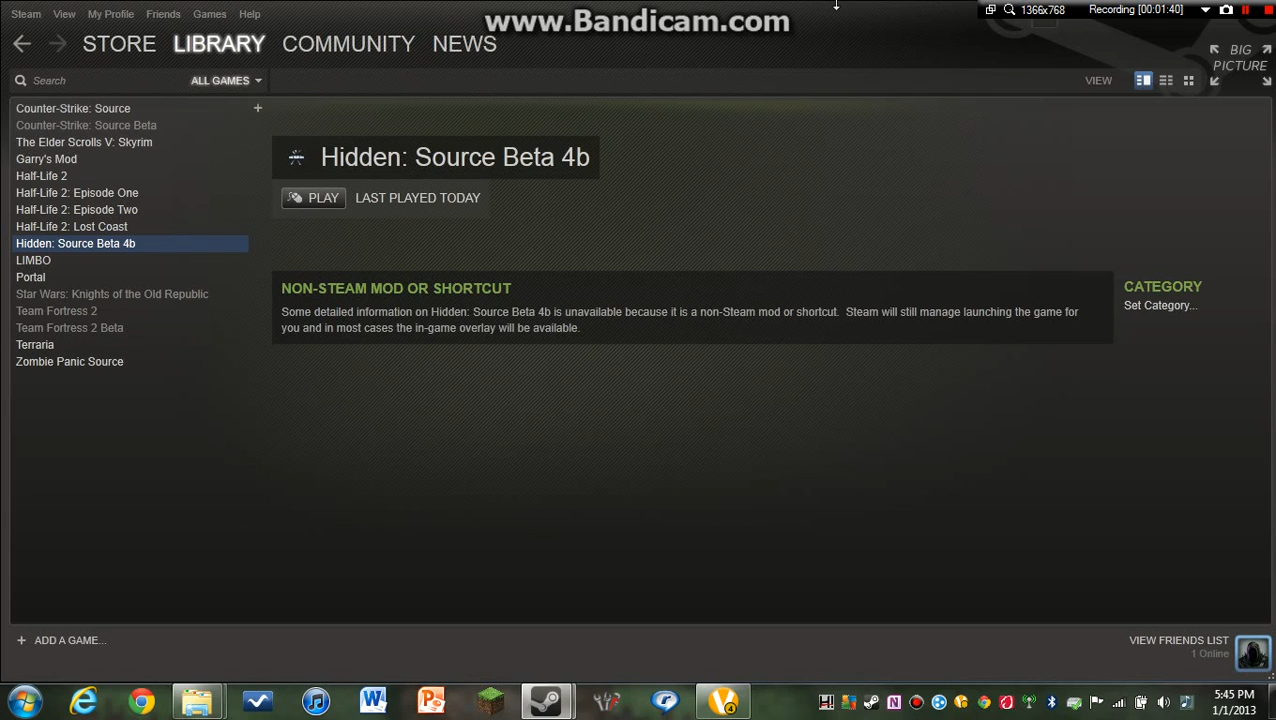 Steam View My Profile Friends Games Help
www.Bandicam.com
1366x768 Recording [00:01:40]
STORE LIBRARY COMMUNITY NEWS
BIG PICTURE
Search ALL GAMES VIEW
Counter-Strike: Source
Counter-Strike: Source Beta
The Elder Scrolls V: Skyrim
Garry's Mod
Half-Life 2
Half-Life 2: Episode One
Half-Life 2: Episode Two
Half-Life 2: Lost Coast
Hidden: Source Beta 4b
LIMBO
Portal
Star Wars: Knights of the Old Republic
Team Fortress 2
Team Fortress 2 Beta
Terraria
Zombie Panic Source
Hidden: Source Beta 4b
PLAY LAST PLAYED TODAY
NON-STEAM MOD OR SHORTCUT
Some detailed information on Hidden: Source Beta 4b is unavailable because it is a non-Steam mod or shortcut. Steam will still manage launching the game for
you and in most cases the in-game overlay will be available.
CATEGORY
Set Category...
+ ADD A GAME...
VIEW FRIENDS LIST
1 Online
4
5:45 PM
1/1/2013